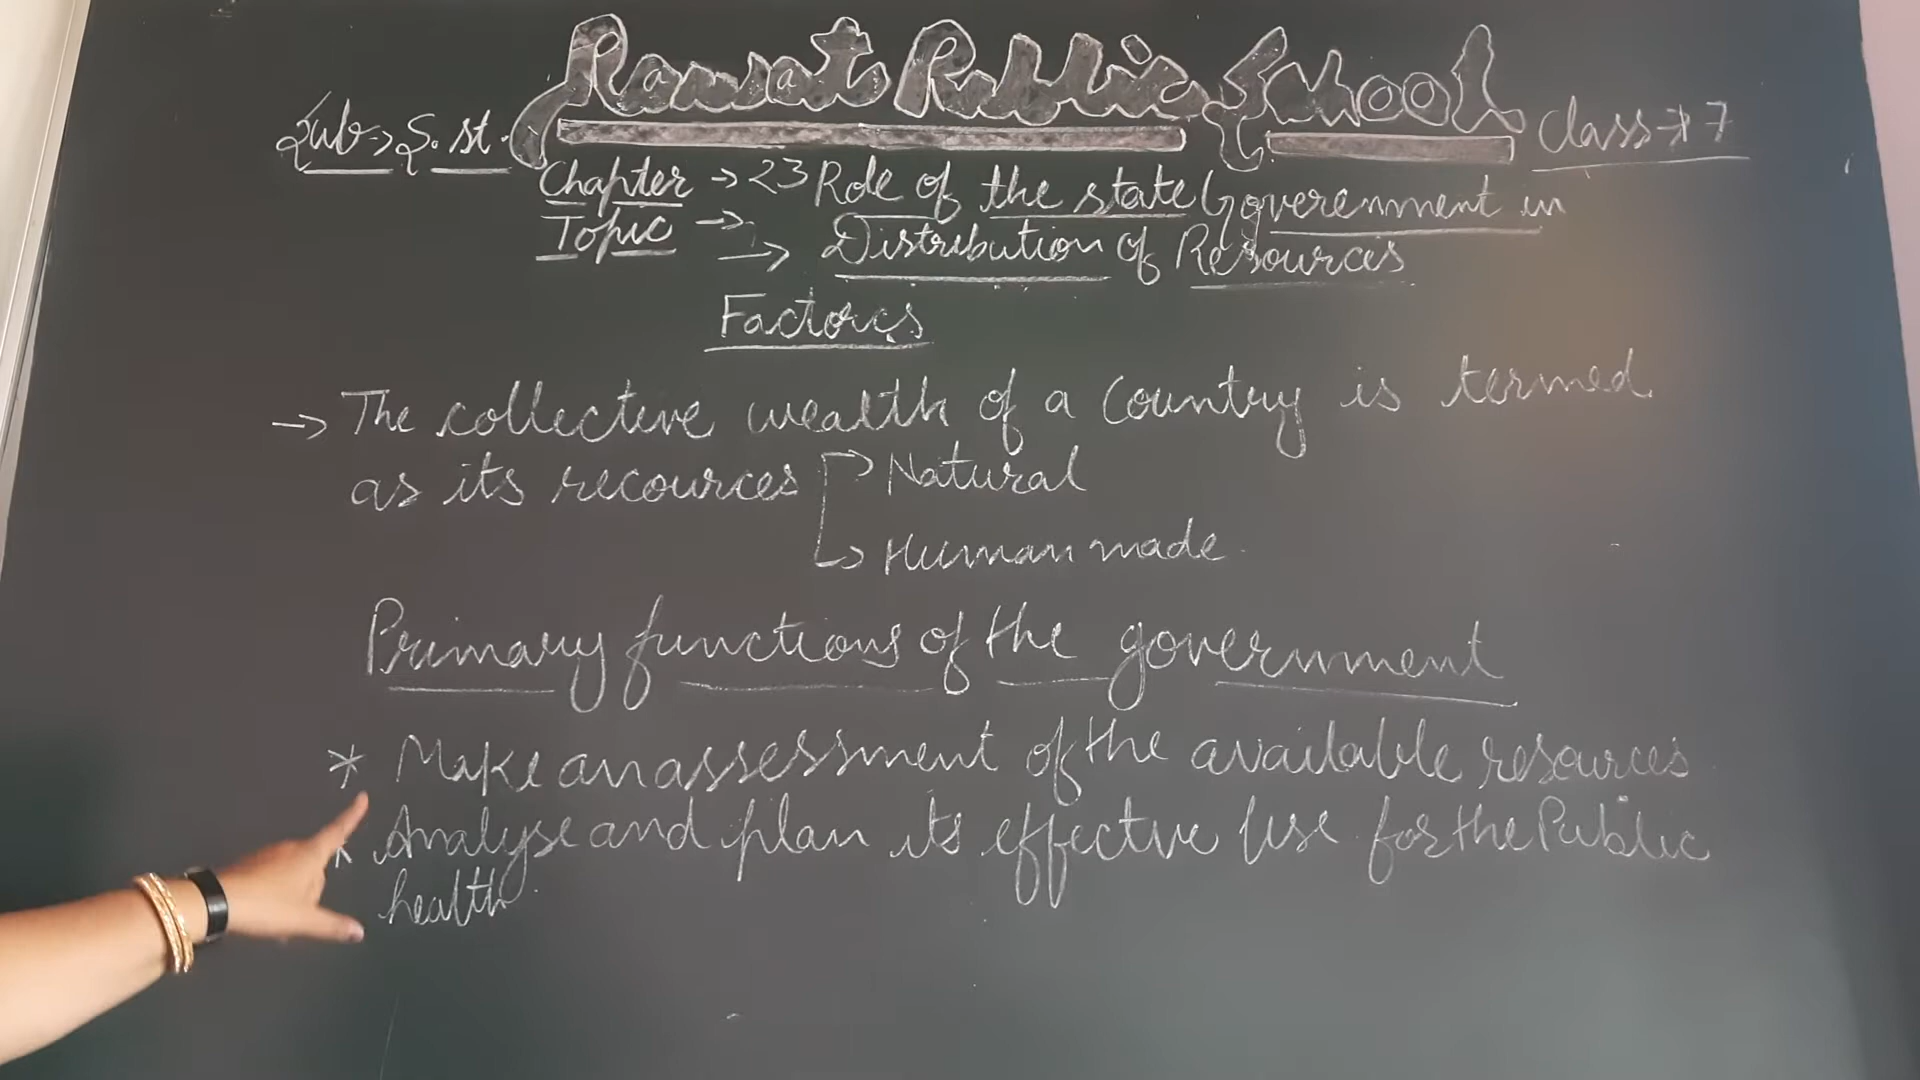 Ramsat Public School
Sub → S.st. Class → 7
Chapter → 23 Role of the state Goverenment in
Topic → → Distribution of Resources
Factors
→ The collective wealth of a Country is termed
as its recources → Natural
→ Human made
Primary functions of the government
* Make an assessment of the available resources
* Analyse and plan its effective use for the Public
health